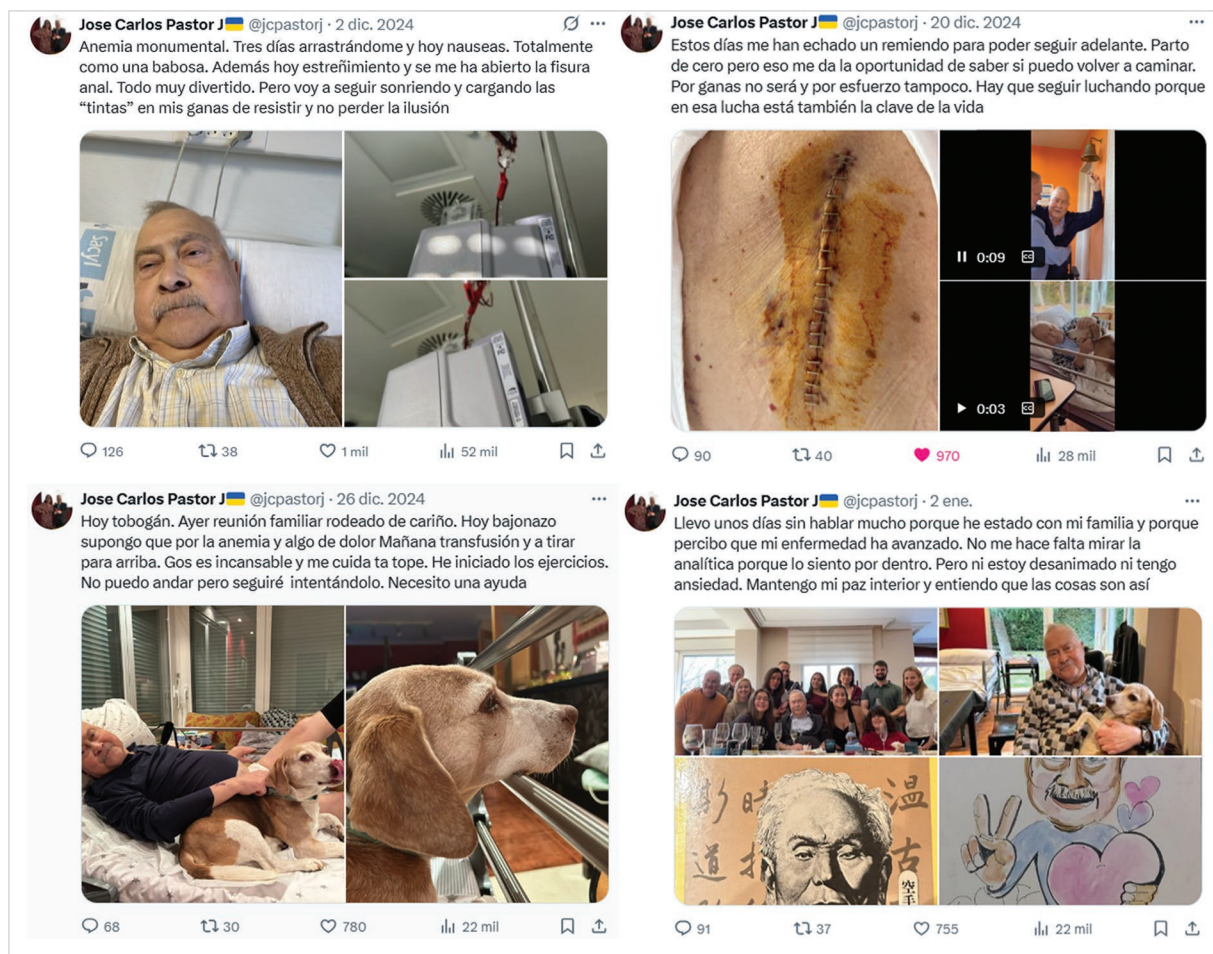 Jose Carlos Pastor J🇺🇦 @jcpastorj · 2 dic. 2024
Anemia monumental. Tres días arrastrándome y hoy nauseas. Totalmente
como una babosa. Además hoy estreñimiento y se me ha abierto la fisura
anal. Todo muy divertido. Pero voy a seguir sonriendo y cargando las
“tintas” en mis ganas de resistir y no perder la ilusión
Sacyl
126 38 1 mil 52 mil
Jose Carlos Pastor J🇺🇦 @jcpastorj · 20 dic. 2024
Estos días me han echado un remiendo para poder seguir adelante. Parto
de cero pero eso me da la oportunidad de saber si puedo volver a caminar.
Por ganas no será y por esfuerzo tampoco. Hay que seguir luchando porque
en esa lucha está también la clave de la vida
0:09 CC
0:03 CC
90 40 970 28 mil
Jose Carlos Pastor J🇺🇦 @jcpastorj · 26 dic. 2024
Hoy tobogán. Ayer reunión familiar rodeado de cariño. Hoy bajonazo
supongo que por la anemia y algo de dolor Mañana transfusión y a tirar
para arriba. Gos es incansable y me cuida ta tope. He iniciado los ejercicios.
No puedo andar pero seguiré intentándolo. Necesito una ayuda
68 30 780 22 mil
Jose Carlos Pastor J🇺🇦 @jcpastorj · 2 ene.
Llevo unos días sin hablar mucho porque he estado con mi familia y porque
percibo que mi enfermedad ha avanzado. No me hace falta mirar la
analítica porque lo siento por dentro. Pero ni estoy desanimado ni tengo
ansiedad. Mantengo mi paz interior y entiendo que las cosas son así
温
古
道
空手
91 37 755 22 mil